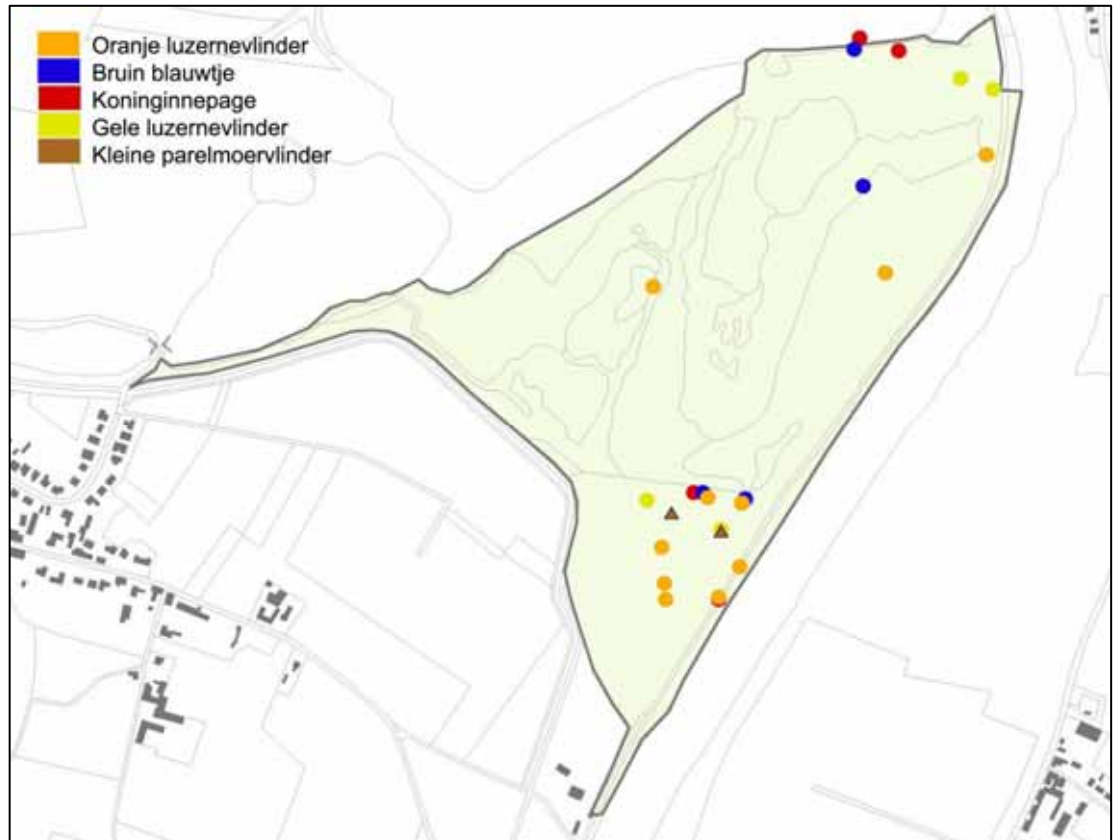 Oranje luzernevlinder
Bruin blauwtje
Koninginnepage
Gele luzernevlinder
Kleine parelmoervlinder